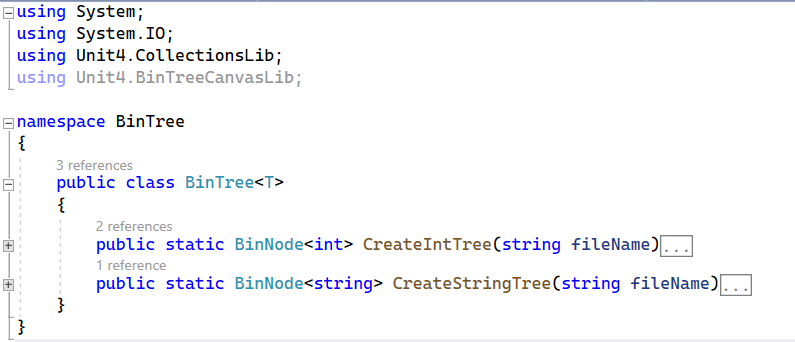 using System;
using System.IO;
using Unit4.CollectionsLib;
using Unit4.BinTreeCanvasLib;
namespace BinTree
{
3 references
public class BinTree<T>
{
2 references
public static BinNode<int> CreateIntTree(string fileName)...
1 reference
public static BinNode<string> CreateStringTree(string fileName)...
}
}